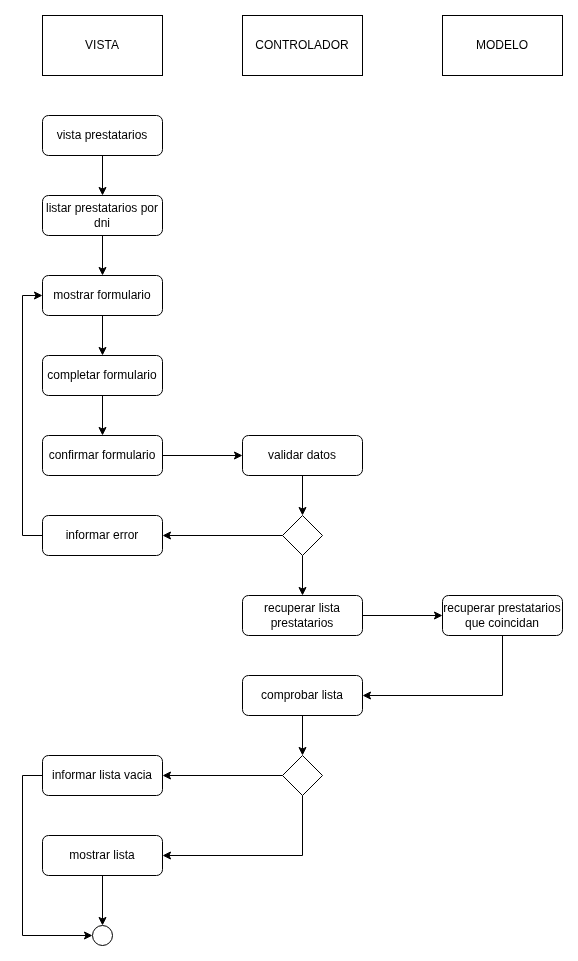 VISTA
CONTROLADOR
MODELO
vista prestatarios
listar prestatarios por
dni
mostrar formulario
completar formulario
confirmar formulario
validar datos
informar error
recuperar lista
prestatarios
recuperar prestatarios
que coincidan
comprobar lista
informar lista vacia
mostrar lista